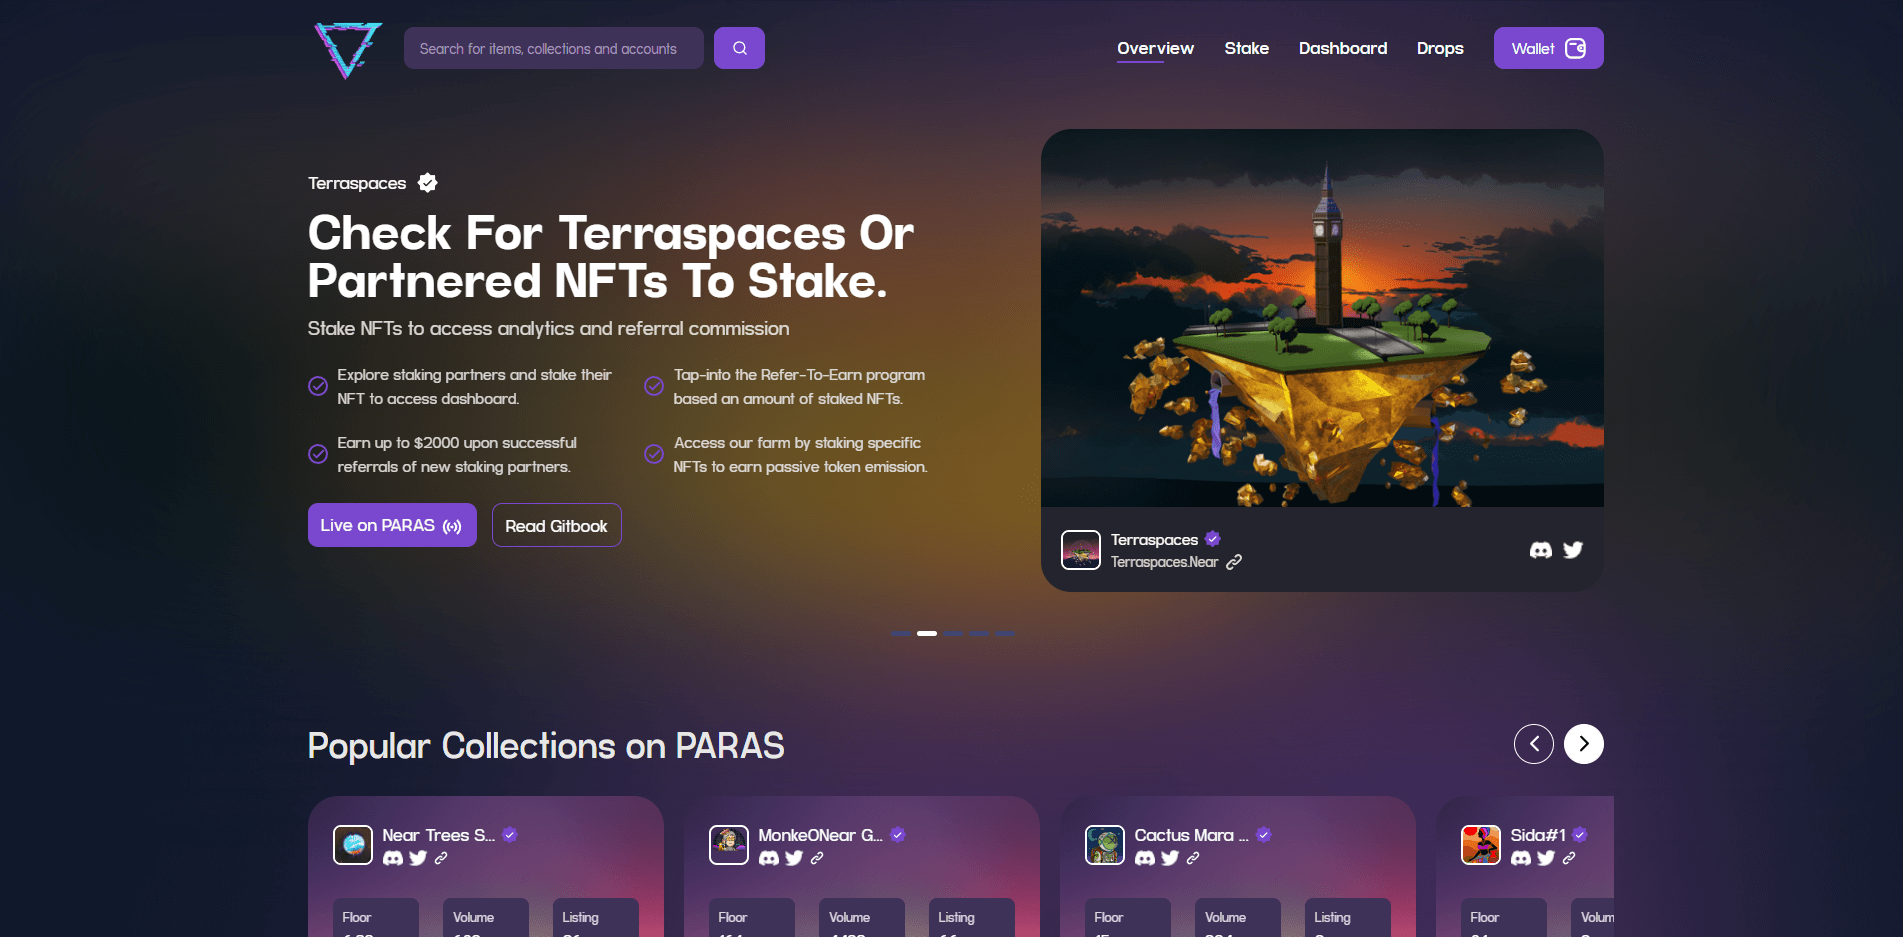 Search for items, collections and accounts
Overview
Stake
Dashboard
Drops
Wallet
Terraspaces
Check For Terraspaces Or
Partnered NFTs To Stake.
Stake NFTs to access analytics and referral commission
Explore staking partners and stake their
NFT to access dashboard.
Tap-into the Refer-To-Earn program
based an amount of staked NFTs.
Earn up to $2000 upon successful
referrals of new staking partners.
Access our farm by staking specific
NFTs to earn passive token emission.
Live on PARAS
Read Gitbook
Terraspaces
Terraspaces.Near
Popular Collections on PARAS
Near Trees S...
MonkeONear G...
Cactus Mara ...
Sida#1
Floor
Volume
Listing
Floor
Volume
Listing
Floor
Volume
Listing
Floor